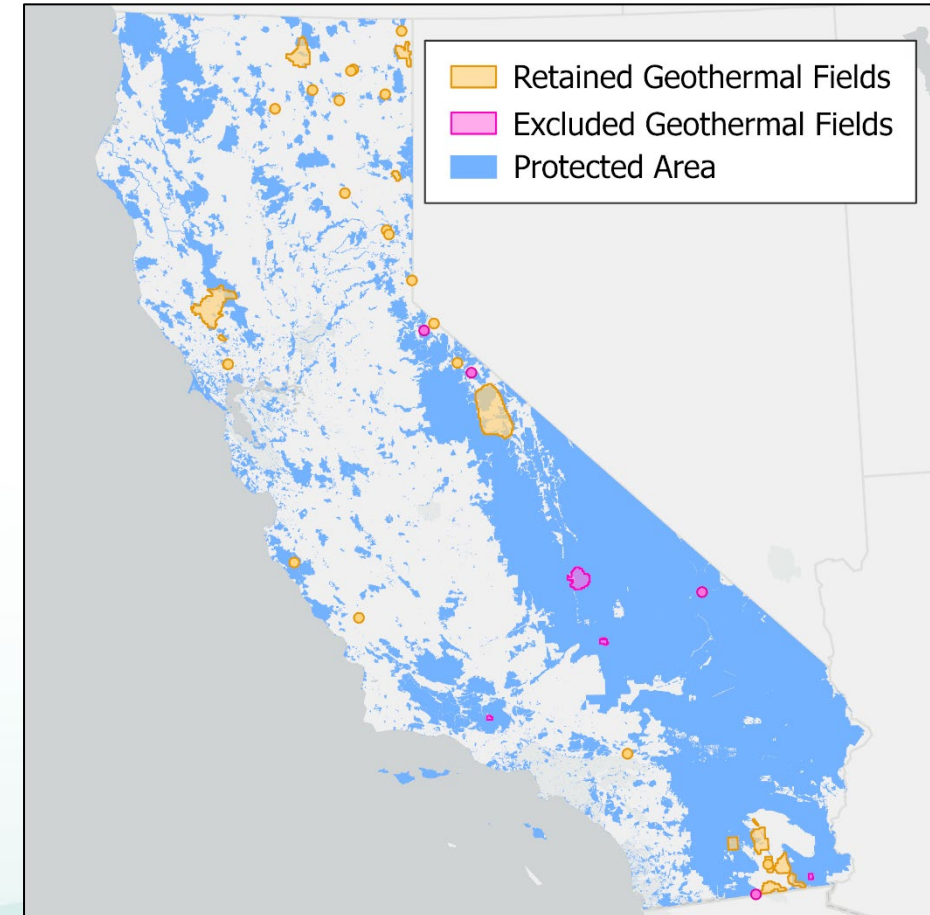 Retained Geothermal Fields
Excluded Geothermal Fields
Protected Area